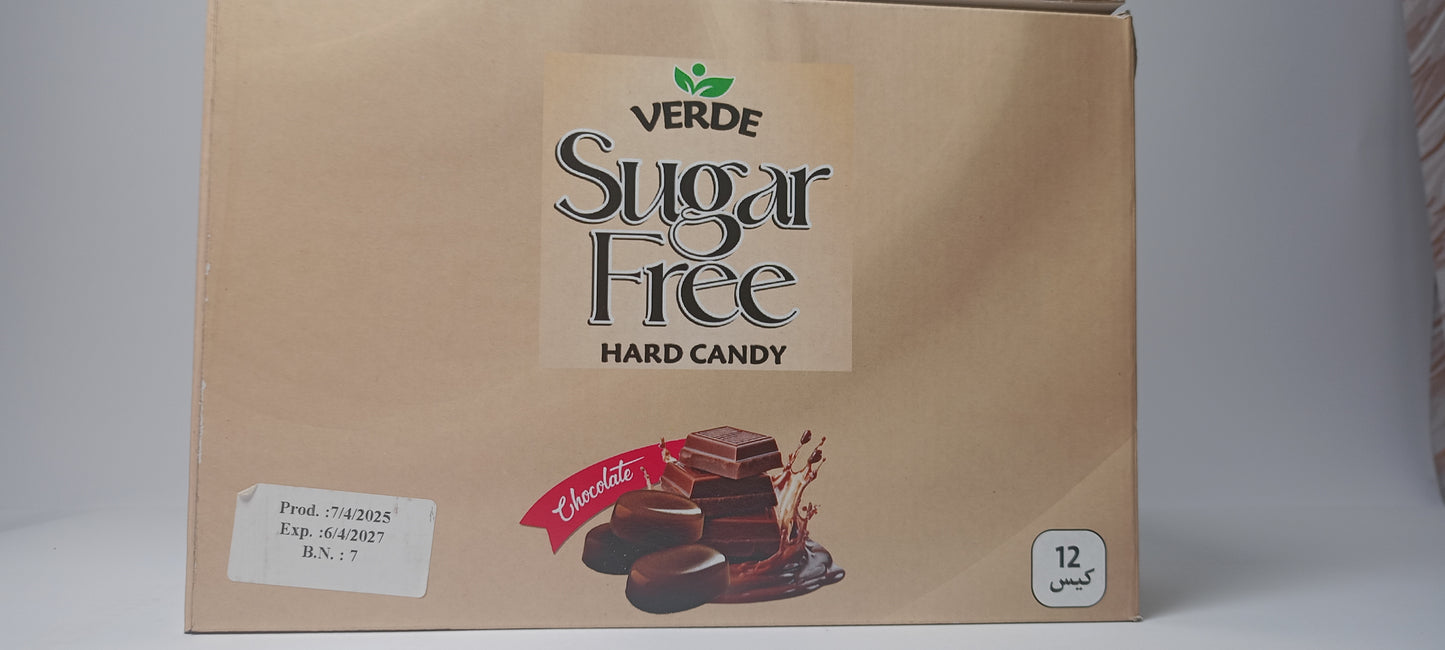 VERDE
Sugar
Free
HARD CANDY
Chocolate
Prod. :7/4/2025
Exp. :6/4/2027
B.N. : 7
12
كيس